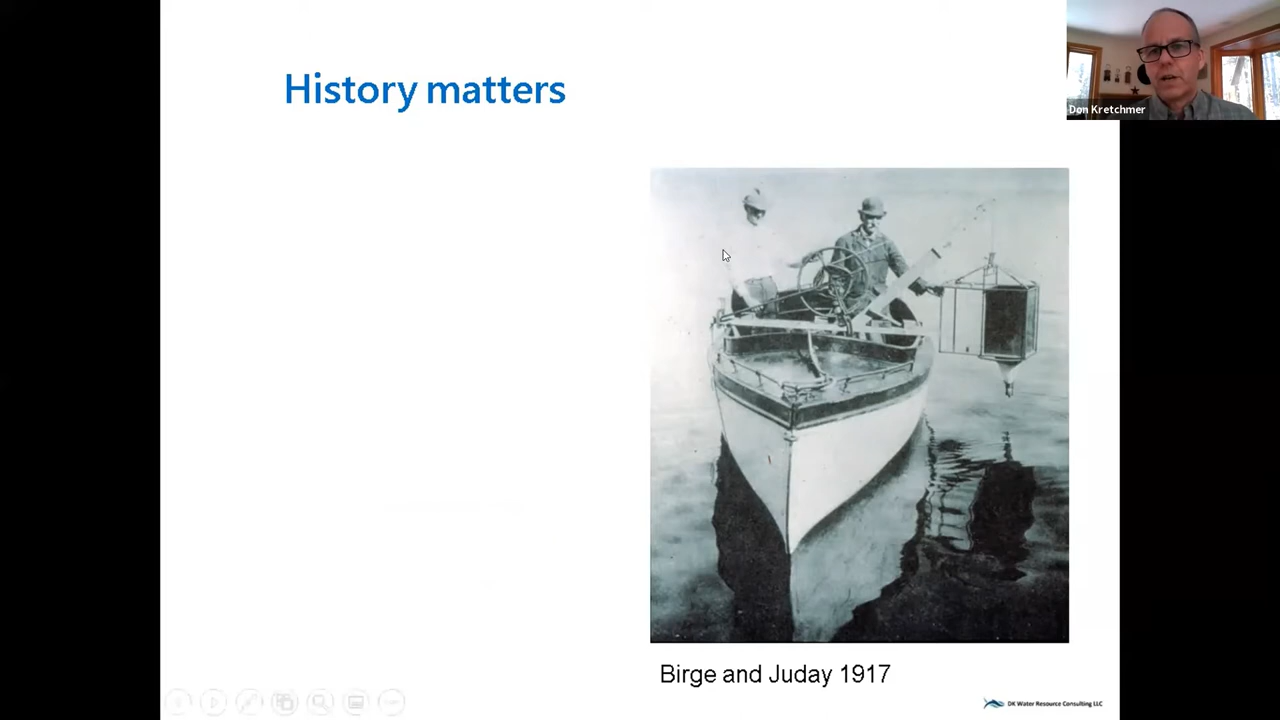 History matters
Don Kretchmer
Birge and Juday 1917
DK Water Resource Consulting LLC